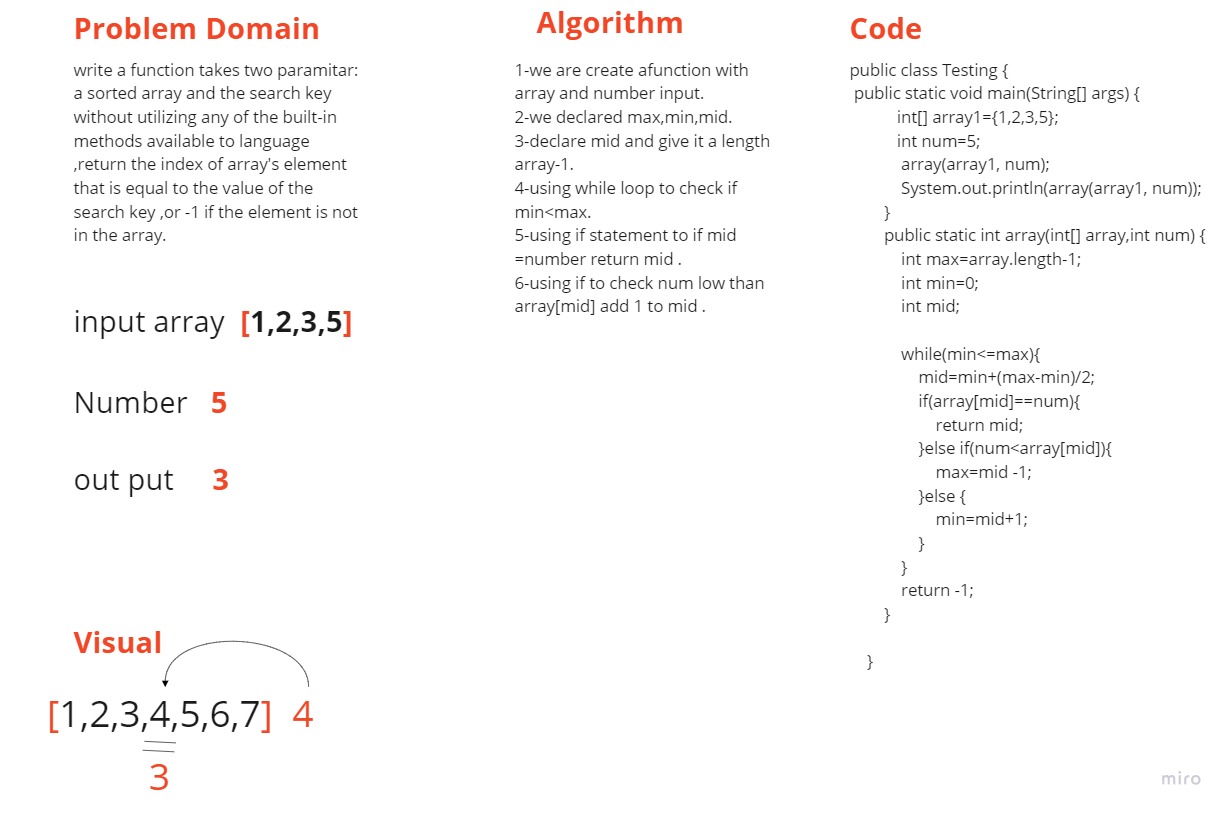 Problem Domain
write a function takes two paramitar:
a sorted array and the search key
without utilizing any of the built-in
methods available to language
,return the index of array's element
that is equal to the value of the
search key ,or -1 if the element is not
in the array.
input array [1,2,3,5]
Number 5
out put 3
Visual
[1,2,3,4,5,6,7] 4
3
Algorithm
1-we are create afunction with
array and number input.
2-we declared max,min,mid.
3-declare mid and give it a length
array-1.
4-using while loop to check if
min<max.
5-using if statement to if mid
=number return mid .
6-using if to check num low than
array[mid] add 1 to mid .
Code
public class Testing {
public static void main(String[] args) {
int[] array1={1,2,3,5};
int num=5;
array(array1, num);
System.out.println(array(array1, num));
}
public static int array(int[] array,int num) {
int max=array.length-1;
int min=0;
int mid;
while(min<=max){
mid=min+(max-min)/2;
if(array[mid]==num){
return mid;
}else if(num<array[mid]){
max=mid -1;
}else {
min=mid+1;
}
}
return -1;
}
}
miro